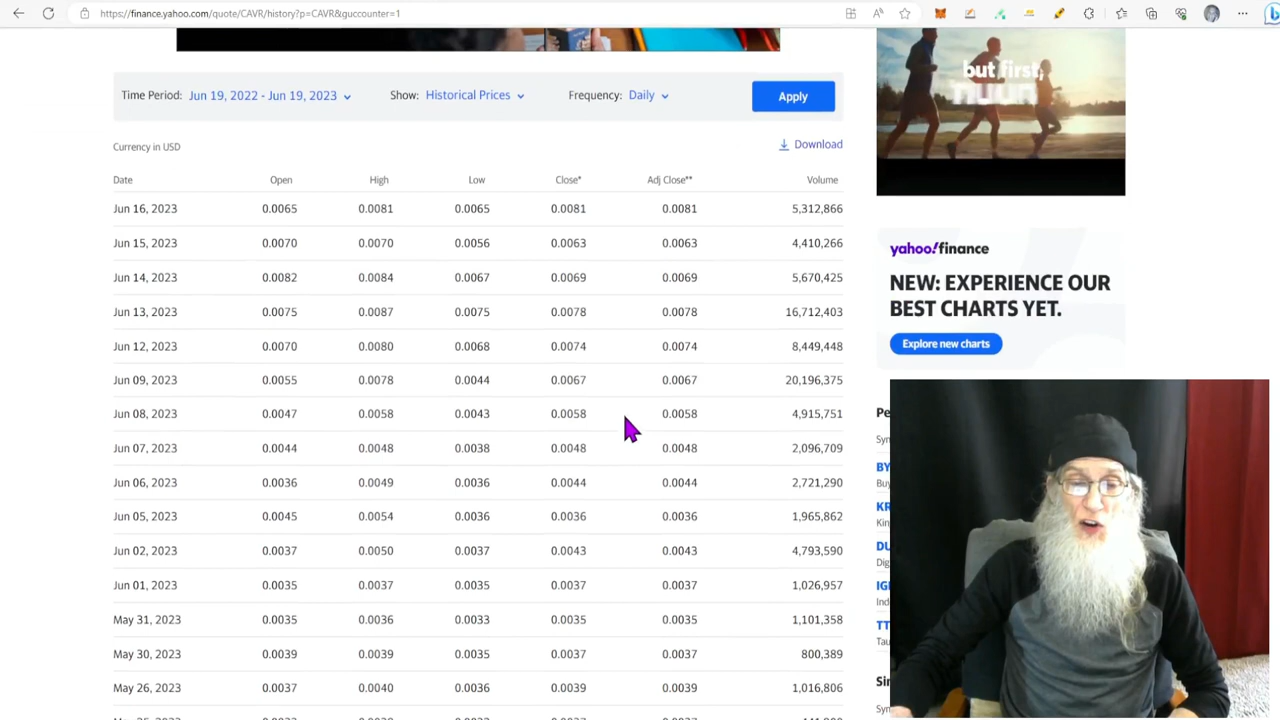 https://finance.yahoo.com/quote/CAVR/history?p=CAVR&guccounter=1
but first,
nuun
Time Period: Jun 19, 2022 - Jun 19, 2023 Show: Historical Prices Frequency: Daily Apply
Currency in USD Download
Date Open High Low Close* Adj Close** Volume
Jun 16, 2023 0.0065 0.0081 0.0065 0.0081 0.0081 5,312,866
Jun 15, 2023 0.0070 0.0070 0.0056 0.0063 0.0063 4,410,266
Jun 14, 2023 0.0082 0.0084 0.0067 0.0069 0.0069 5,670,425
Jun 13, 2023 0.0075 0.0087 0.0075 0.0078 0.0078 16,712,403
Jun 12, 2023 0.0070 0.0080 0.0068 0.0074 0.0074 8,449,448
Jun 09, 2023 0.0055 0.0078 0.0044 0.0067 0.0067 20,196,375
Jun 08, 2023 0.0047 0.0058 0.0043 0.0058 0.0058 4,915,751
Jun 07, 2023 0.0044 0.0048 0.0038 0.0048 0.0048 2,096,709
Jun 06, 2023 0.0036 0.0049 0.0036 0.0044 0.0044 2,721,290
Jun 05, 2023 0.0045 0.0054 0.0036 0.0036 0.0036 1,965,862
Jun 02, 2023 0.0037 0.0050 0.0037 0.0043 0.0043 4,793,590
Jun 01, 2023 0.0035 0.0037 0.0035 0.0037 0.0037 1,026,957
May 31, 2023 0.0035 0.0036 0.0033 0.0035 0.0035 1,101,358
May 30, 2023 0.0039 0.0039 0.0035 0.0037 0.0037 800,389
May 26, 2023 0.0037 0.0040 0.0036 0.0039 0.0039 1,016,806
yahoo!finance
NEW: EXPERIENCE OUR
BEST CHARTS YET.
Explore new charts
Pe
Syn
BY
Buy
KR
King
DU
Dig
IGI
Ind
TT
Tau
Sin
Syn